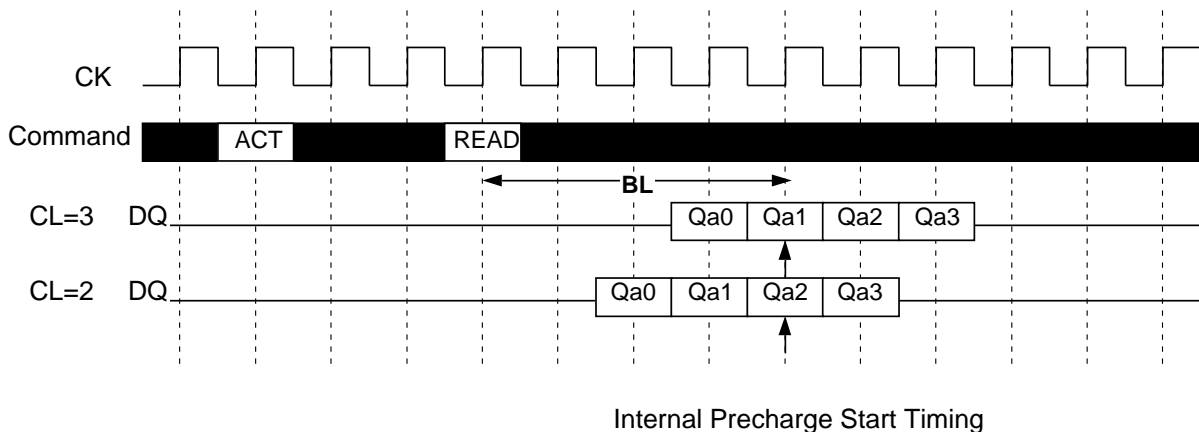 CK
Command ACT READ
BL
CL=3 DQ Qa0 Qa1 Qa2 Qa3
CL=2 DQ Qa0 Qa1 Qa2 Qa3
Internal Precharge Start Timing